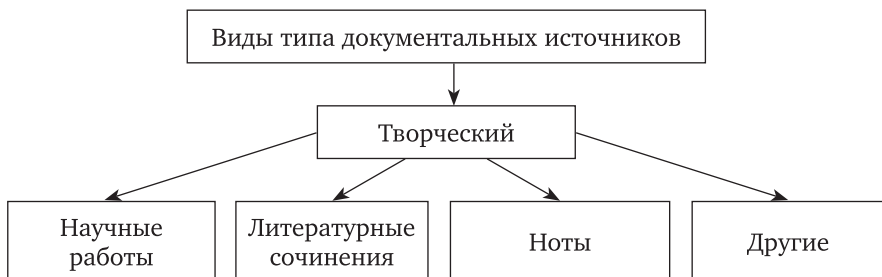 Виды типа документальных источников
Творческий
Научные
работы
Литературные
сочинения
Ноты
Другие